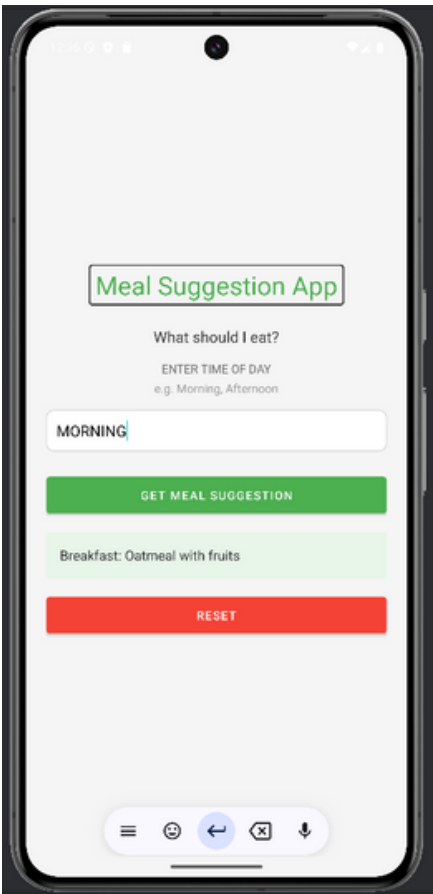 Meal Suggestion App
What should I eat?
ENTER TIME OF DAY
e.g. Morning, Afternoon
MORNING
GET MEAL SUGGESTION
Breakfast: Oatmeal with fruits
RESET